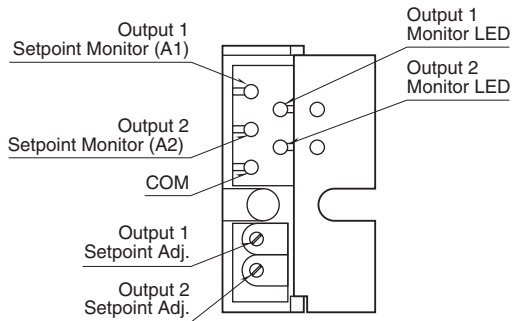 Output 1
Setpoint Monitor (A1)
Output 2
Setpoint Monitor (A2)
COM
Output 1
Setpoint Adj.
Output 2
Setpoint Adj.
Output 1
Monitor LED
Output 2
Monitor LED